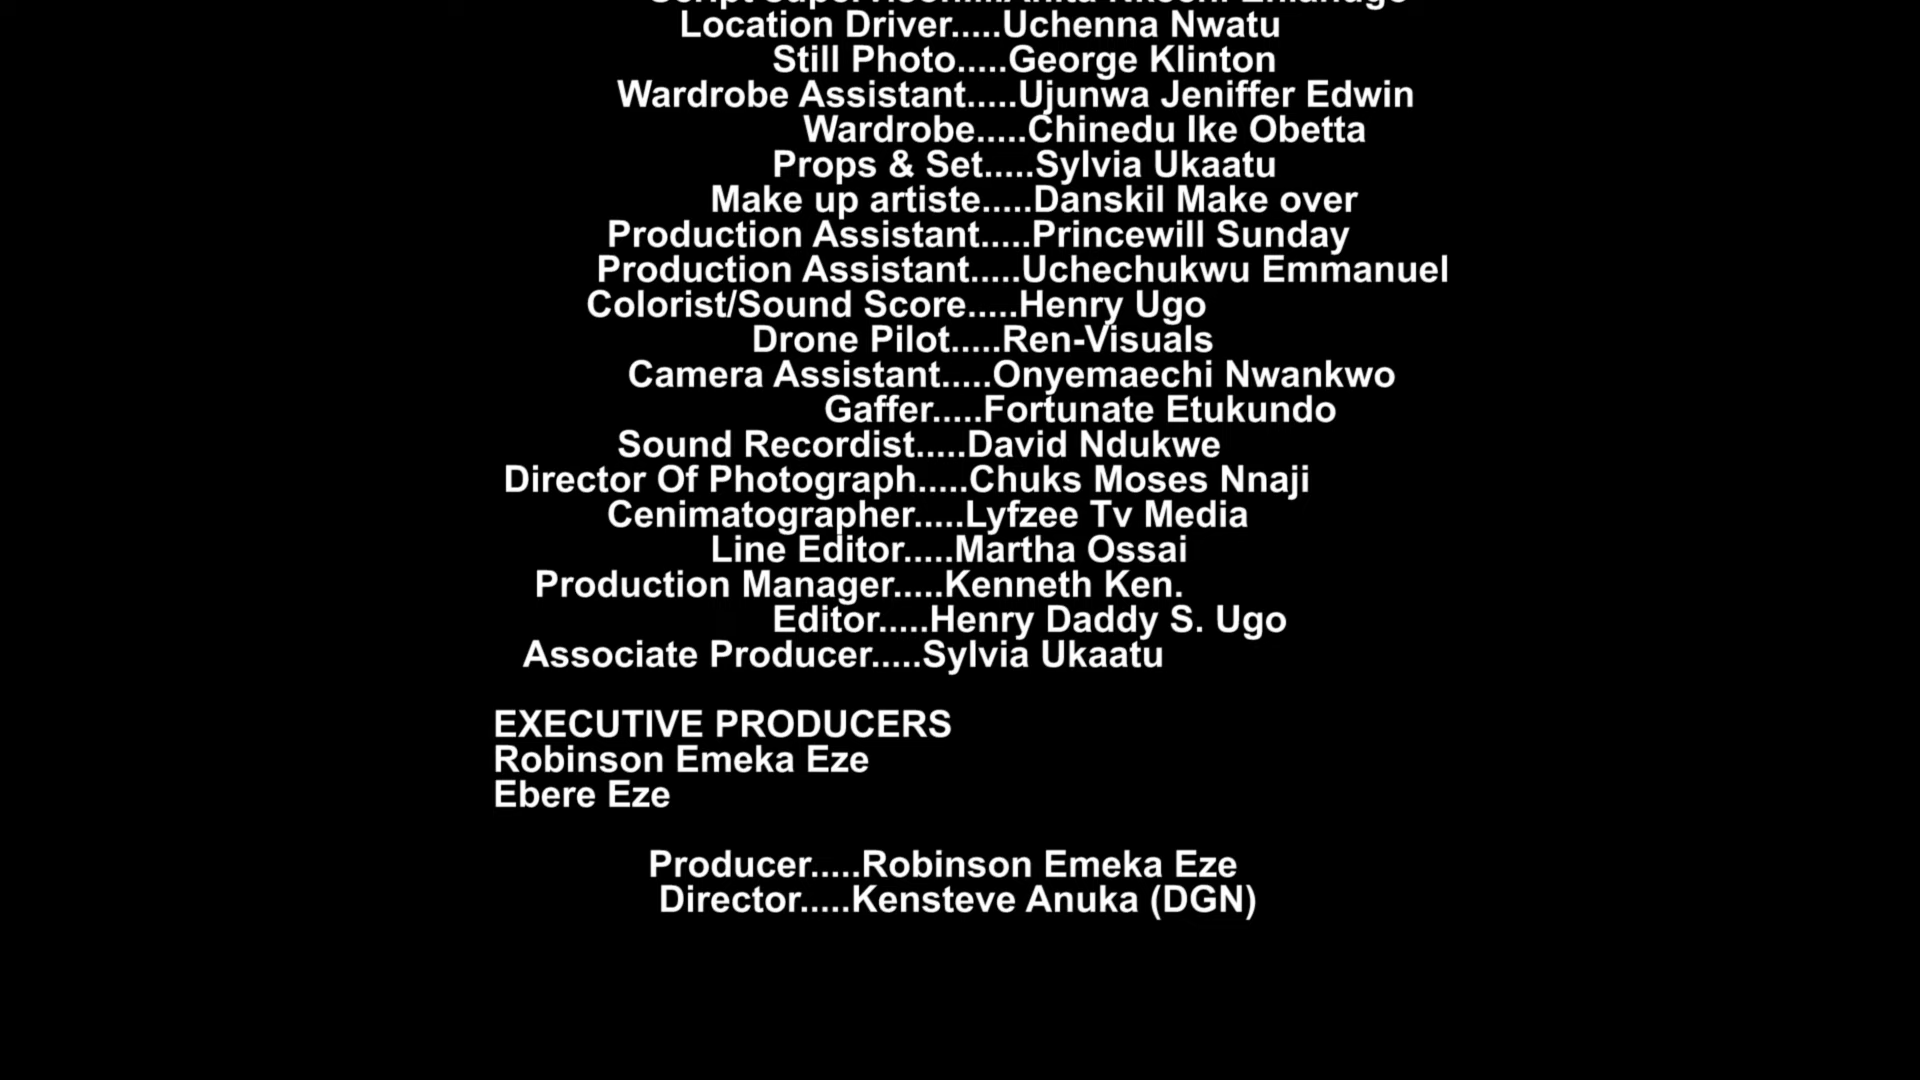 Location Driver.....Uchenna Nwatu
Still Photo.....George Klinton
Wardrobe Assistant.....Ujunwa Jeniffer Edwin
Wardrobe.....Chinedu Ike Obetta
Props & Set.....Sylvia Ukaatu
Make up artiste.....Danskil Make over
Production Assistant.....Princewill Sunday
Production Assistant.....Uchechukwu Emmanuel
Colorist/Sound Score.....Henry Ugo
Drone Pilot.....Ren-Visuals
Camera Assistant.....Onyemaechi Nwankwo
Gaffer.....Fortunate Etukundo
Sound Recordist.....David Ndukwe
Director Of Photograph.....Chuks Moses Nnaji
Cenimatographer.....Lyfzee Tv Media
Line Editor.....Martha Ossai
Production Manager.....Kenneth Ken.
Editor.....Henry Daddy S. Ugo
Associate Producer.....Sylvia Ukaatu
EXECUTIVE PRODUCERS
Robinson Emeka Eze
Ebere Eze
Producer.....Robinson Emeka Eze
Director.....Kensteve Anuka (DGN)